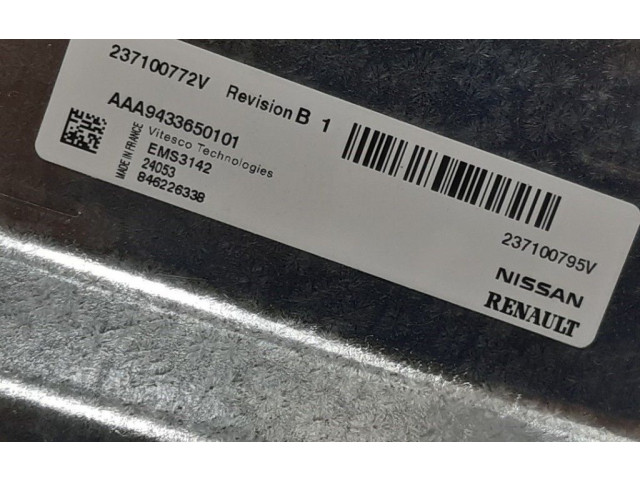 237100772V Revision B 1
AAA9433650101
Vitesco Technologies
EMS3142
24053
846226338
MADE IN FRANCE
237100795V
NISSAN
RENAULT